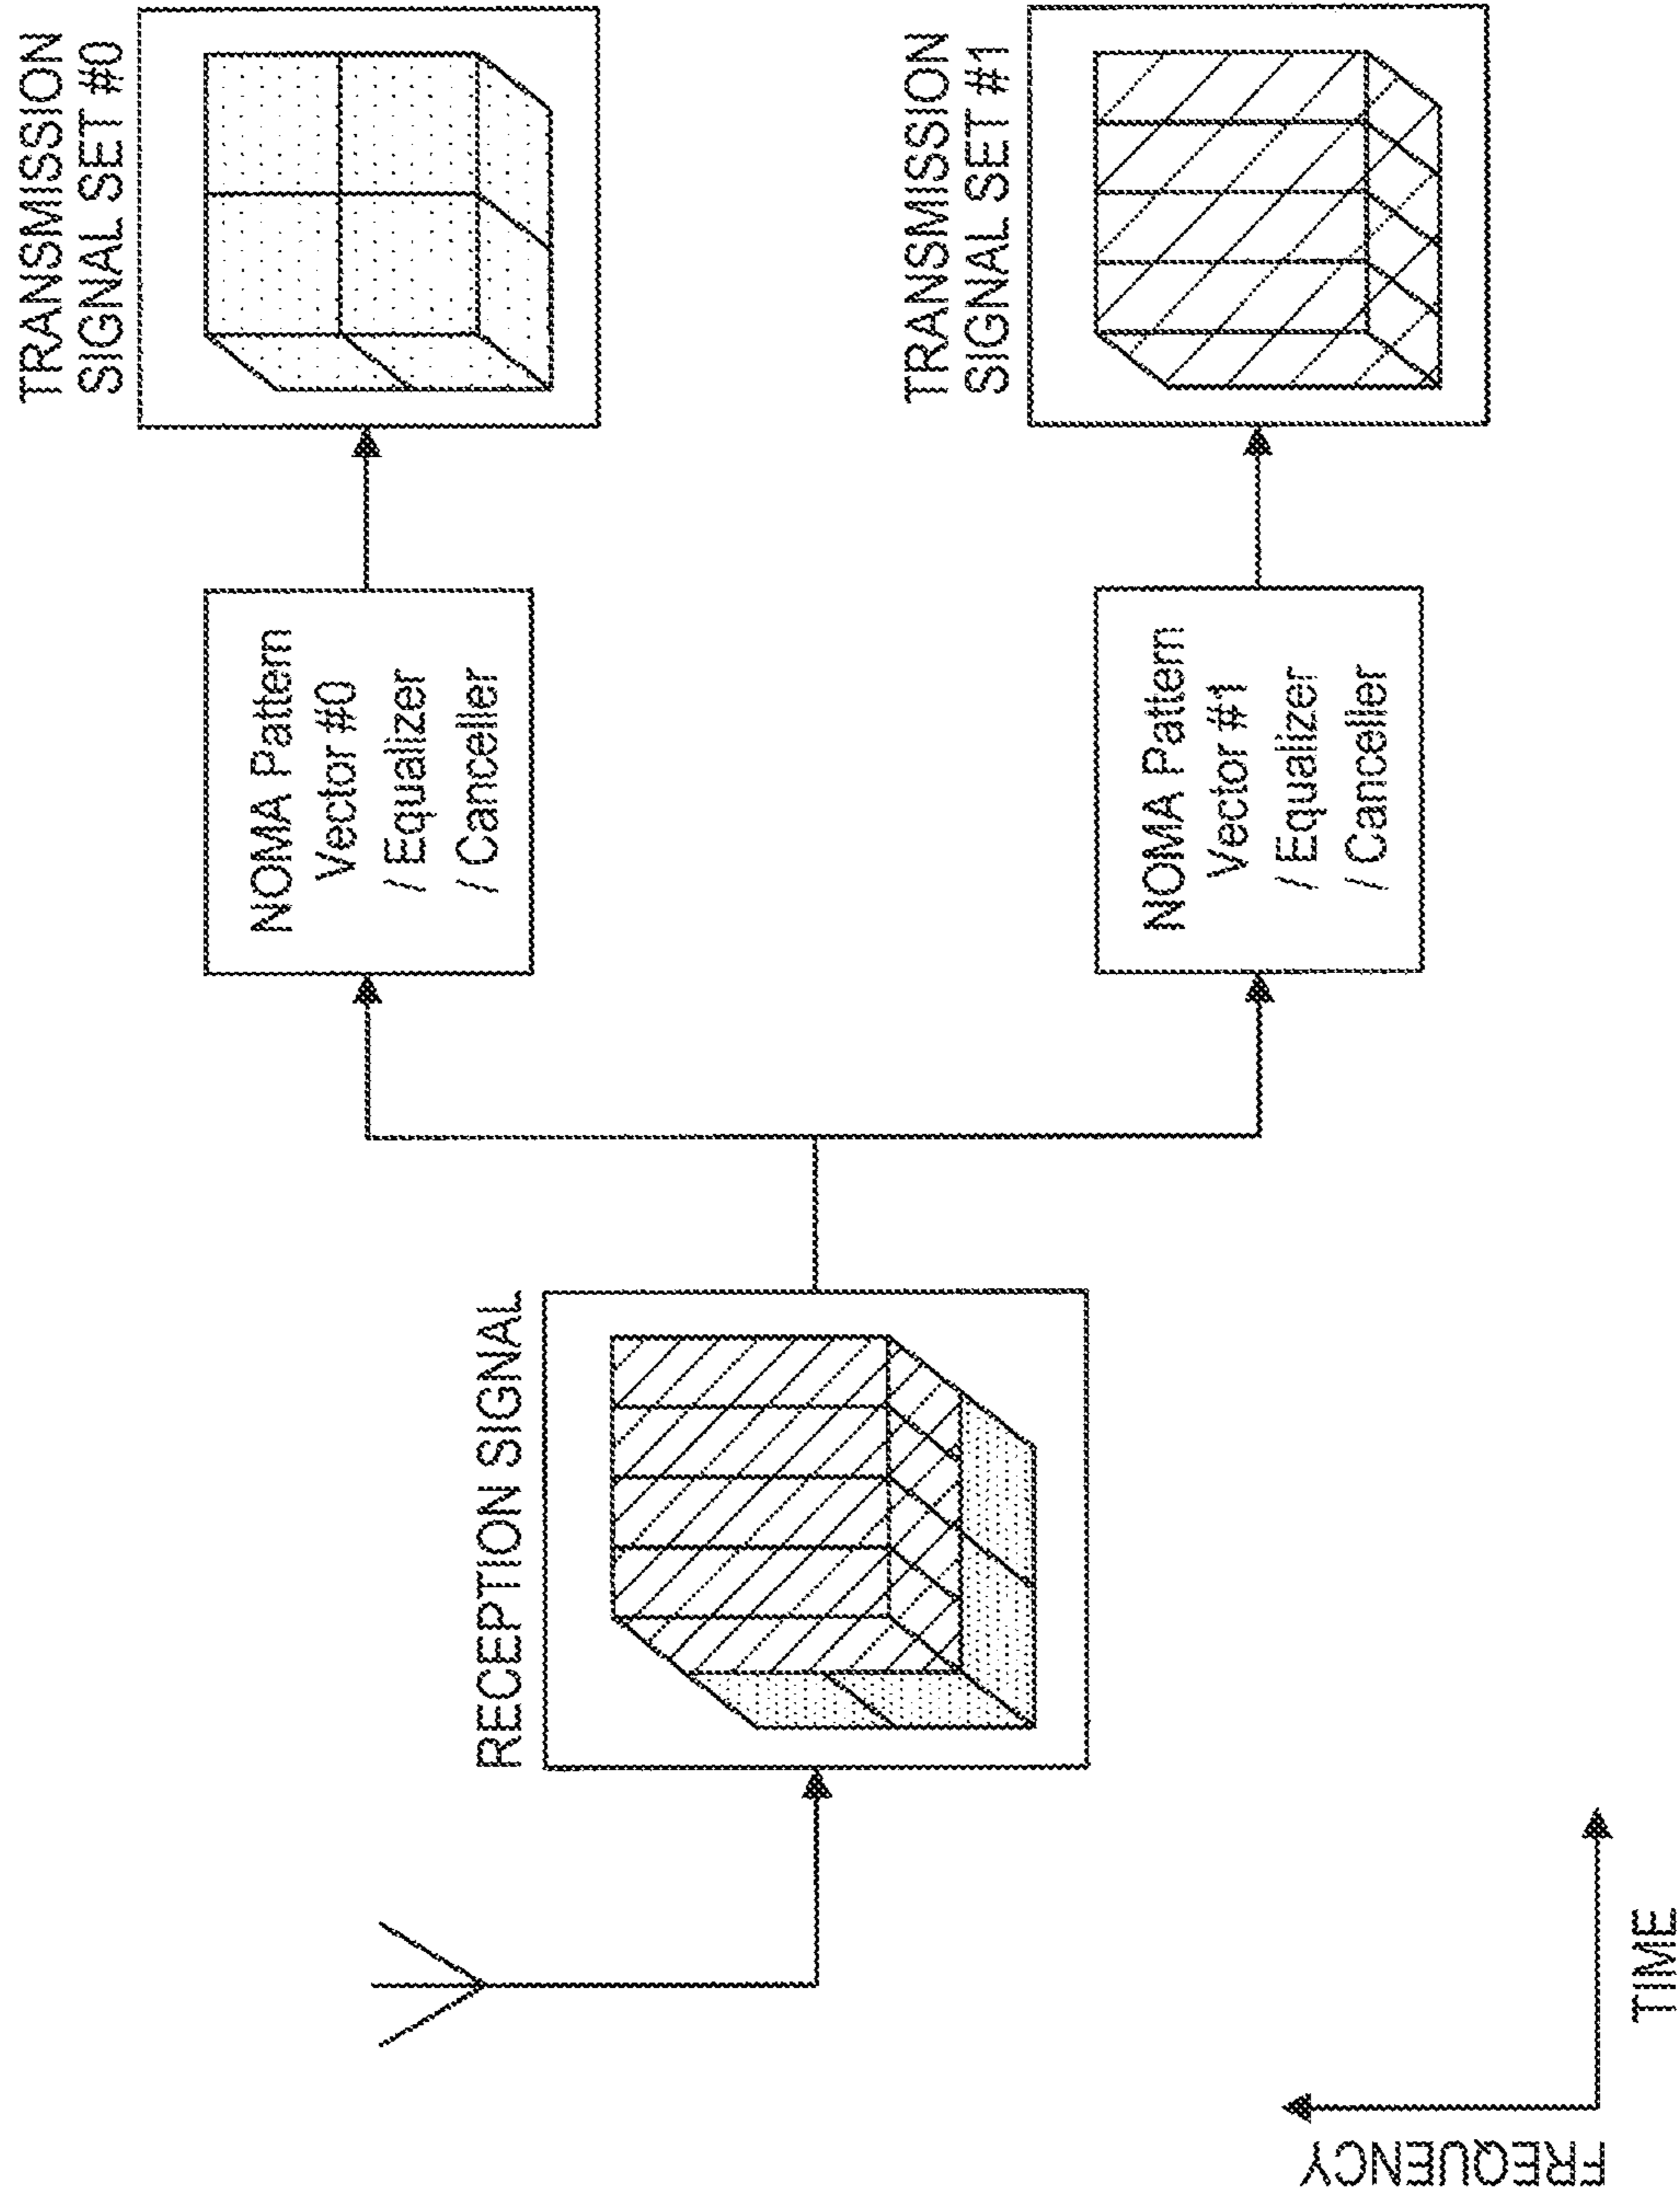 RECEPTION SIGNAL
NOMA Pattern
Vector #0
/ Equalizer
/ Canceller
TRANSMISSION
SIGNAL SET #0
NOMA Pattern
Vector #1
/ Equalizer
/ Canceller
TRANSMISSION
SIGNAL SET #1
FREQUENCY
TIME